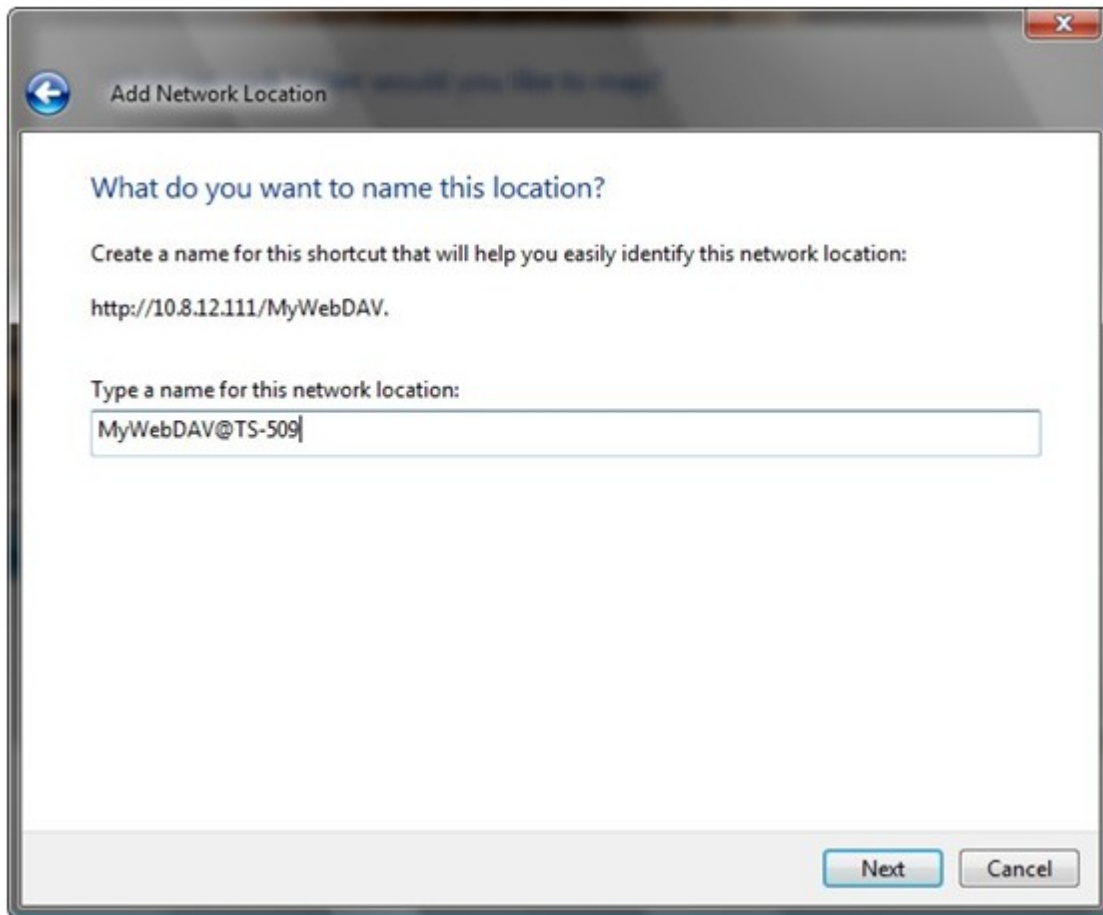 Add Network Location
What do you want to name this location?
Create a name for this shortcut that will help you easily identify this network location:
http://10.8.12.111/MyWebDAV.
Type a name for this network location:
MyWebDAV@TS-509
Next
Cancel